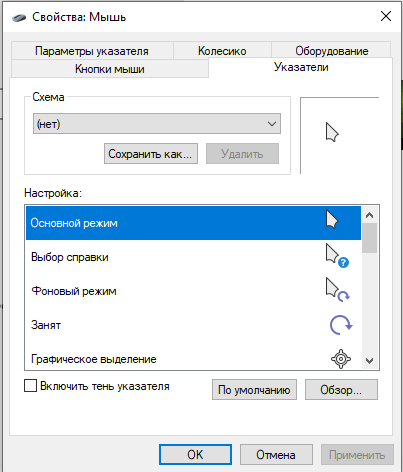 Свойства: Мышь
Параметры указателя Колесико Оборудование
Кнопки мыши Указатели
Схема
(нет)
Сохранить как... Удалить
Настройка:
Основной режим
Выбор справки
Фоновый режим
Занят
Графическое выделение
Включить тень указателя По умолчанию Обзор...
OK Отмена Применить